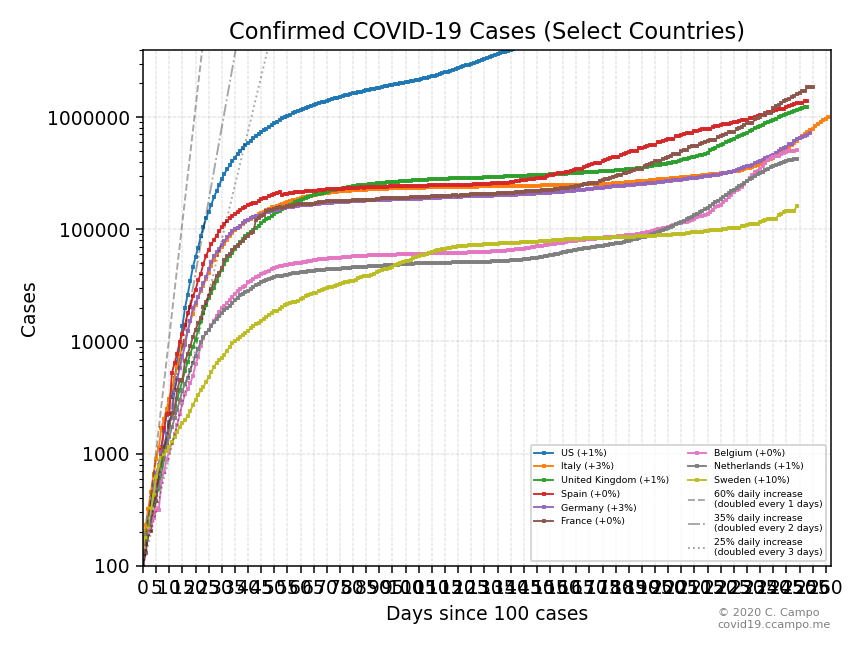 Confirmed COVID-19 Cases (Select Countries)
Cases
1000000
100000
10000
1000
100
US (+1%)
Italy (+3%)
United Kingdom (+1%)
Spain (+0%)
Germany (+3%)
France (+0%)
Belgium (+0%)
Netherlands (+1%)
Sweden (+10%)
60% daily increase
(doubled every 1 days)
35% daily increase
(doubled every 2 days)
25% daily increase
(doubled every 3 days)
0 5
Days since 100 cases
© 2020 C. Campo
covid19.ccampo.me